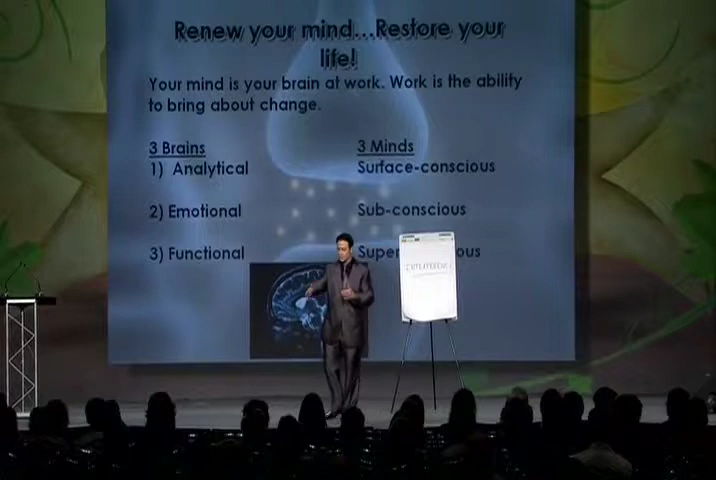 Renew your mind...Restore your
life!
Your mind is your brain at work. Work is the ability
to bring about change.
3 Brains
3 Minds
1) Analytical
Surface-conscious
2) Emotional
Sub-conscious
3) Functional